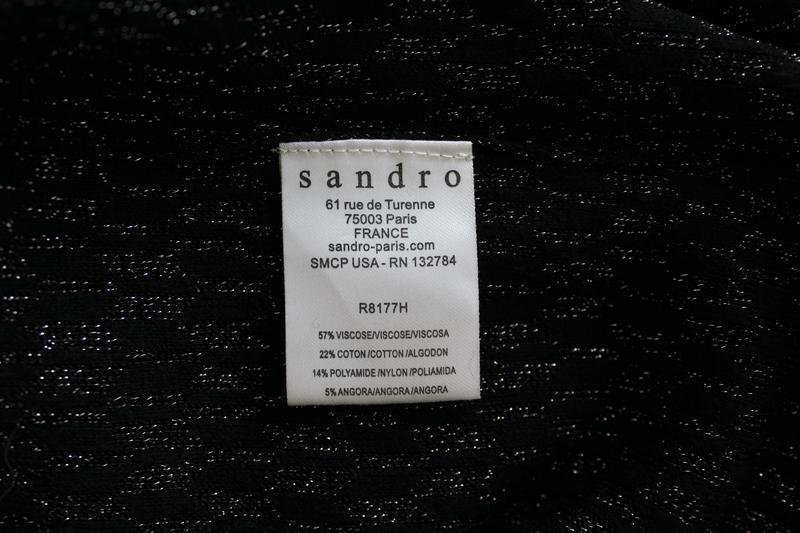 sandro
61 rue de Turenne
75003 Paris
FRANCE
sandro-paris.com
SMCP USA - RN 132784
R8177H
57% VISCOSE/VISCOSE/VISCOSA
22% COTON/COTTON/ALGODON
14% POLYAMIDE/NYLON/POLIAMIDA
5% ANGORA/ANGORA/ANGORA